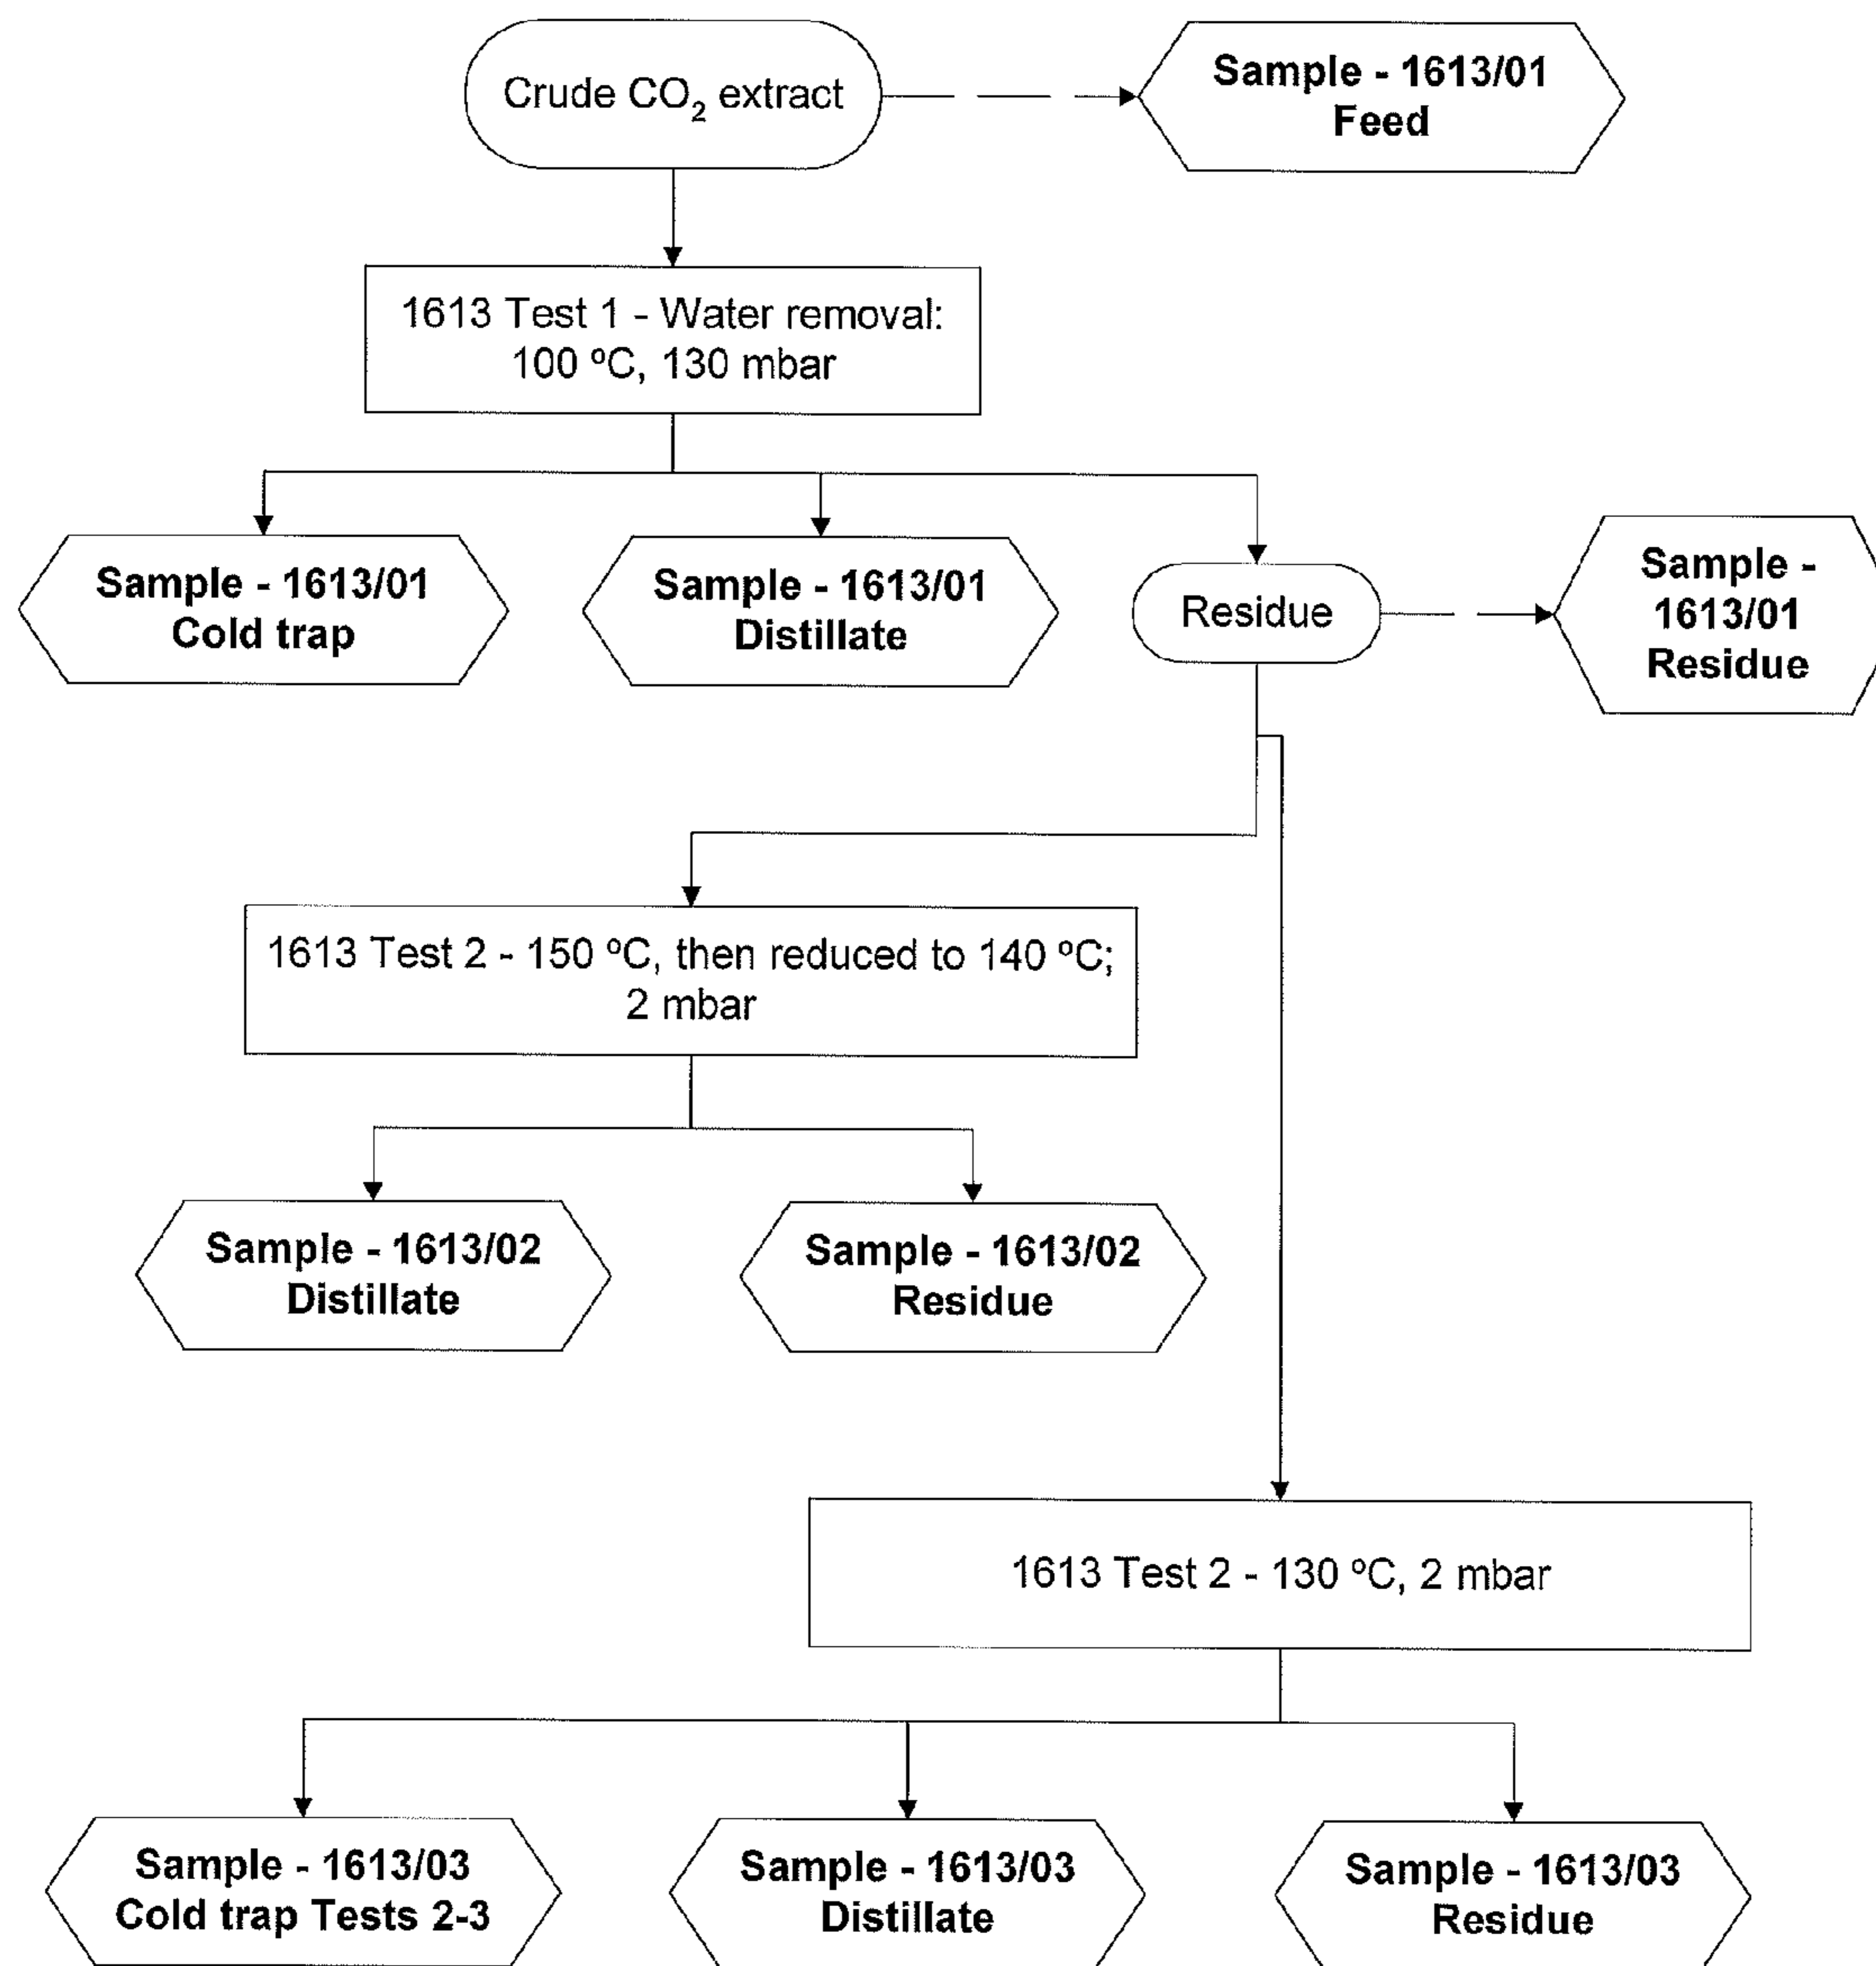 Crude CO₂ extract
Sample - 1613/01
Feed
1613 Test 1 - Water removal:
100 ºC, 130 mbar
Sample - 1613/01
Cold trap
Sample - 1613/01
Distillate
Residue
Sample -
1613/01
Residue
1613 Test 2 - 150 ºC, then reduced to 140 ºC;
2 mbar
Sample - 1613/02
Distillate
Sample - 1613/02
Residue
1613 Test 2 - 130 ºC, 2 mbar
Sample - 1613/03
Cold trap Tests 2-3
Sample - 1613/03
Distillate
Sample - 1613/03
Residue